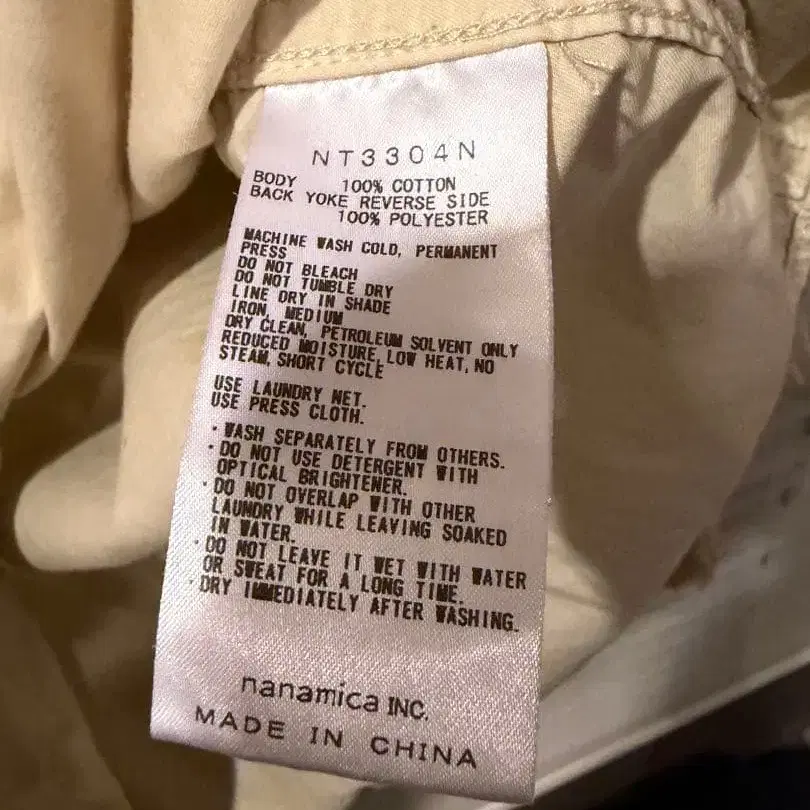 NT3304N
BODY 100% COTTON
BACK YOKE REVERSE SIDE
100% POLYESTER
MACHINE WASH COLD, PERMANENT
PRESS
DO NOT BLEACH
DO NOT TUMBLE DRY
LINE DRY IN SHADE
IRON, MEDIUM
DRY CLEAN, PETROLEUM SOLVENT ONLY
REDUCED MOISTURE, LOW HEAT, NO
STEAM, SHORT CYCLE
USE LAUNDRY NET.
USE PRESS CLOTH.
・WASH SEPARATELY FROM OTHERS.
・DO NOT USE DETERGENT WITH
OPTICAL BRIGHTENER.
・DO NOT OVERLAP WITH OTHER
LAUNDRY WHILE LEAVING SOAKED
IN WATER.
・DO NOT LEAVE IT WET WITH WATER
OR SWEAT FOR A LONG TIME.
・DRY IMMEDIATELY AFTER WASHING.
nanamica INC.
MADE IN CHINA